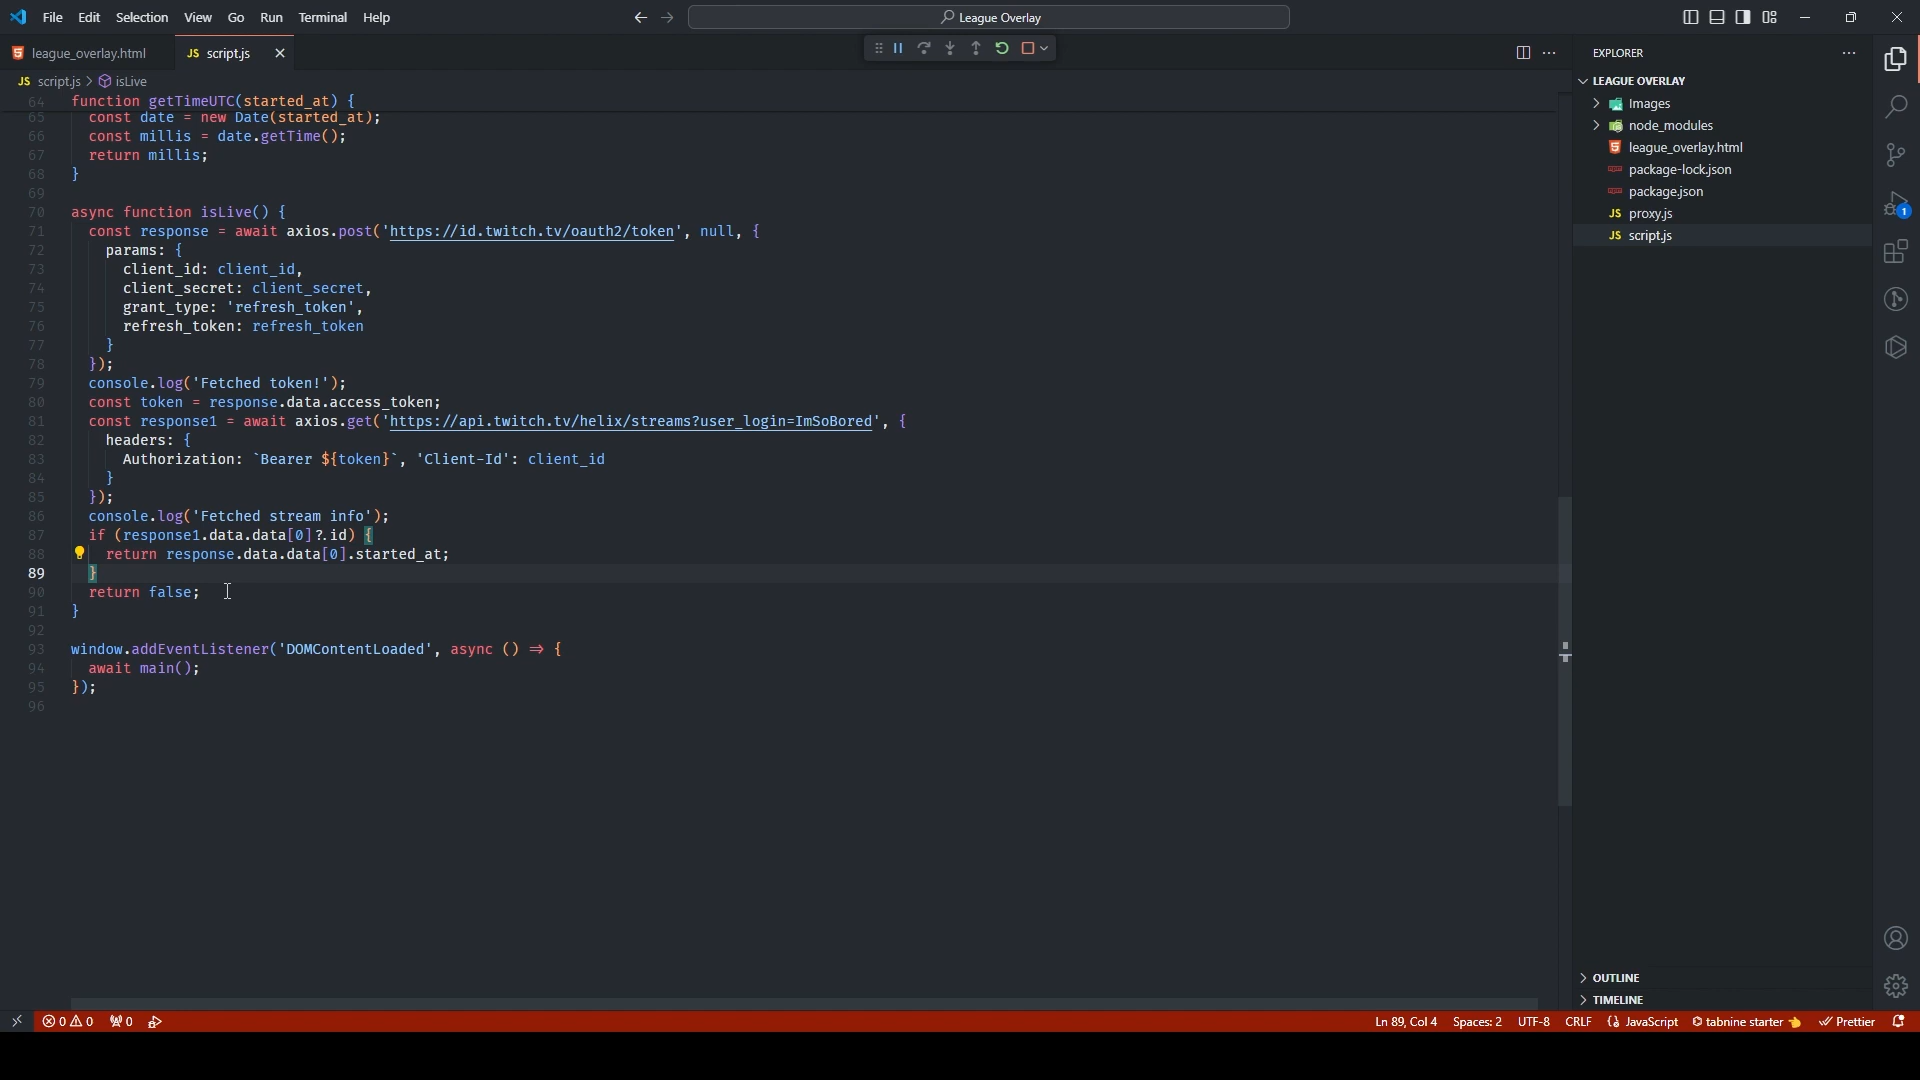 File Edit Selection View Go Run Terminal Help
League Overlay
league_overlay.html
JS script.js
JS script.js > isLive
64 function getTimeUTC(started_at) {
65 const date = new Date(started_at);
66 const millis = date.getTime();
67 return millis;
68 }
69
70 async function isLive() {
71 const response = await axios.post('https://id.twitch.tv/oauth2/token', null, {
72 params: {
73 client_id: client_id,
74 client_secret: client_secret,
75 grant_type: 'refresh_token',
76 refresh_token: refresh_token
77 }
78 });
79 console.log('Fetched token!');
80 const token = response.data.access_token;
81 const response1 = await axios.get('https://api.twitch.tv/helix/streams?user_login=ImSoBored', {
82 headers: {
83 Authorization: `Bearer ${token}`, 'Client-Id': client_id
84 }
85 });
86 console.log('Fetched stream info');
87 if (response1.data.data[0]?.id) {
88 return response.data.data[0].started_at;
89 }
90 return false;
91 }
92
93 window.addEventListener('DOMContentLoaded', async () => {
94 await main();
95 });
96
EXPLORER
LEAGUE OVERLAY
Images
node_modules
league_overlay.html
package-lock.json
package.json
JS proxy.js
JS script.js
1
OUTLINE
TIMELINE
0 0 0
Ln 89, Col 4 Spaces: 2 UTF-8 CRLF {} JavaScript tabnine starter Prettier